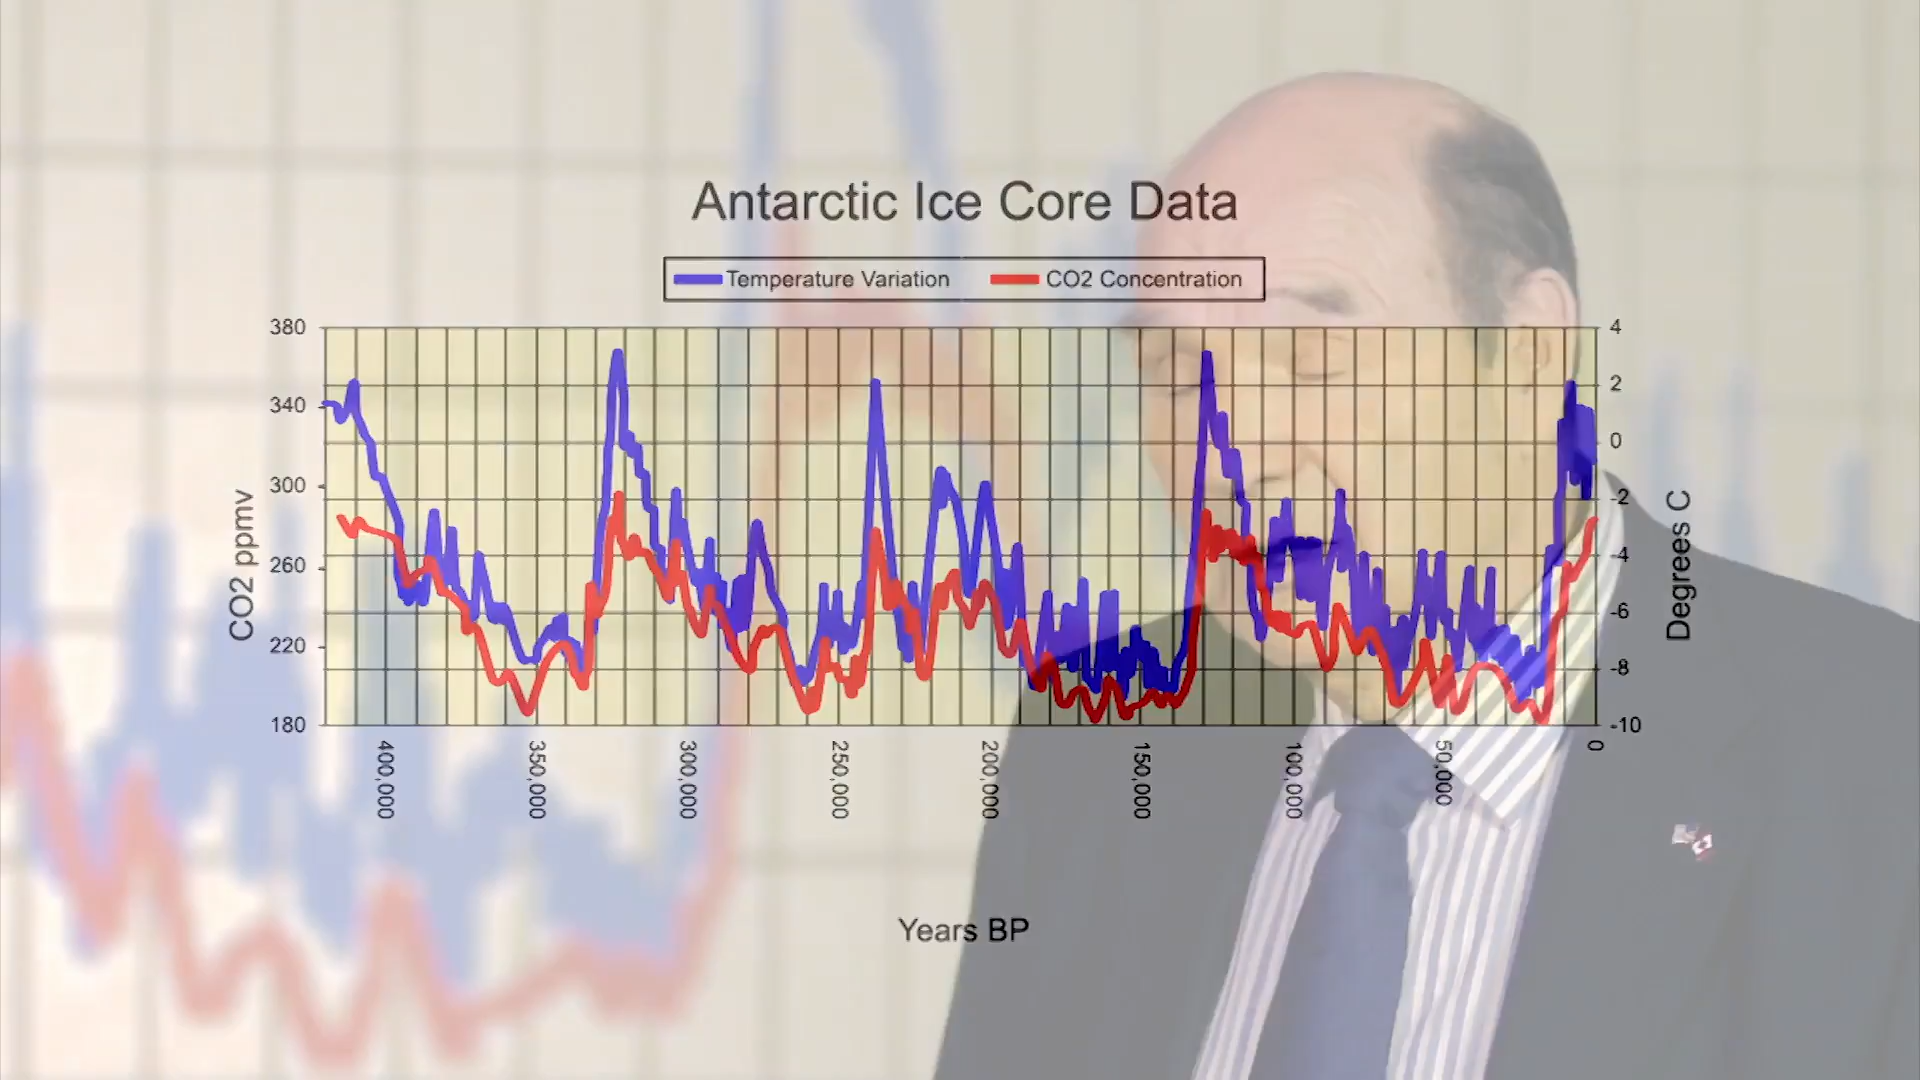 Antarctic Ice Core Data
Temperature Variation CO2 Concentration
380 4
2
340
0
300
-2
260 -4
-6
220
-8
180 -10
CO2 ppmv
Degrees C
400,000 350,000 300,000 250,000 200,000 150,000 100,000 50,000 0
Years BP